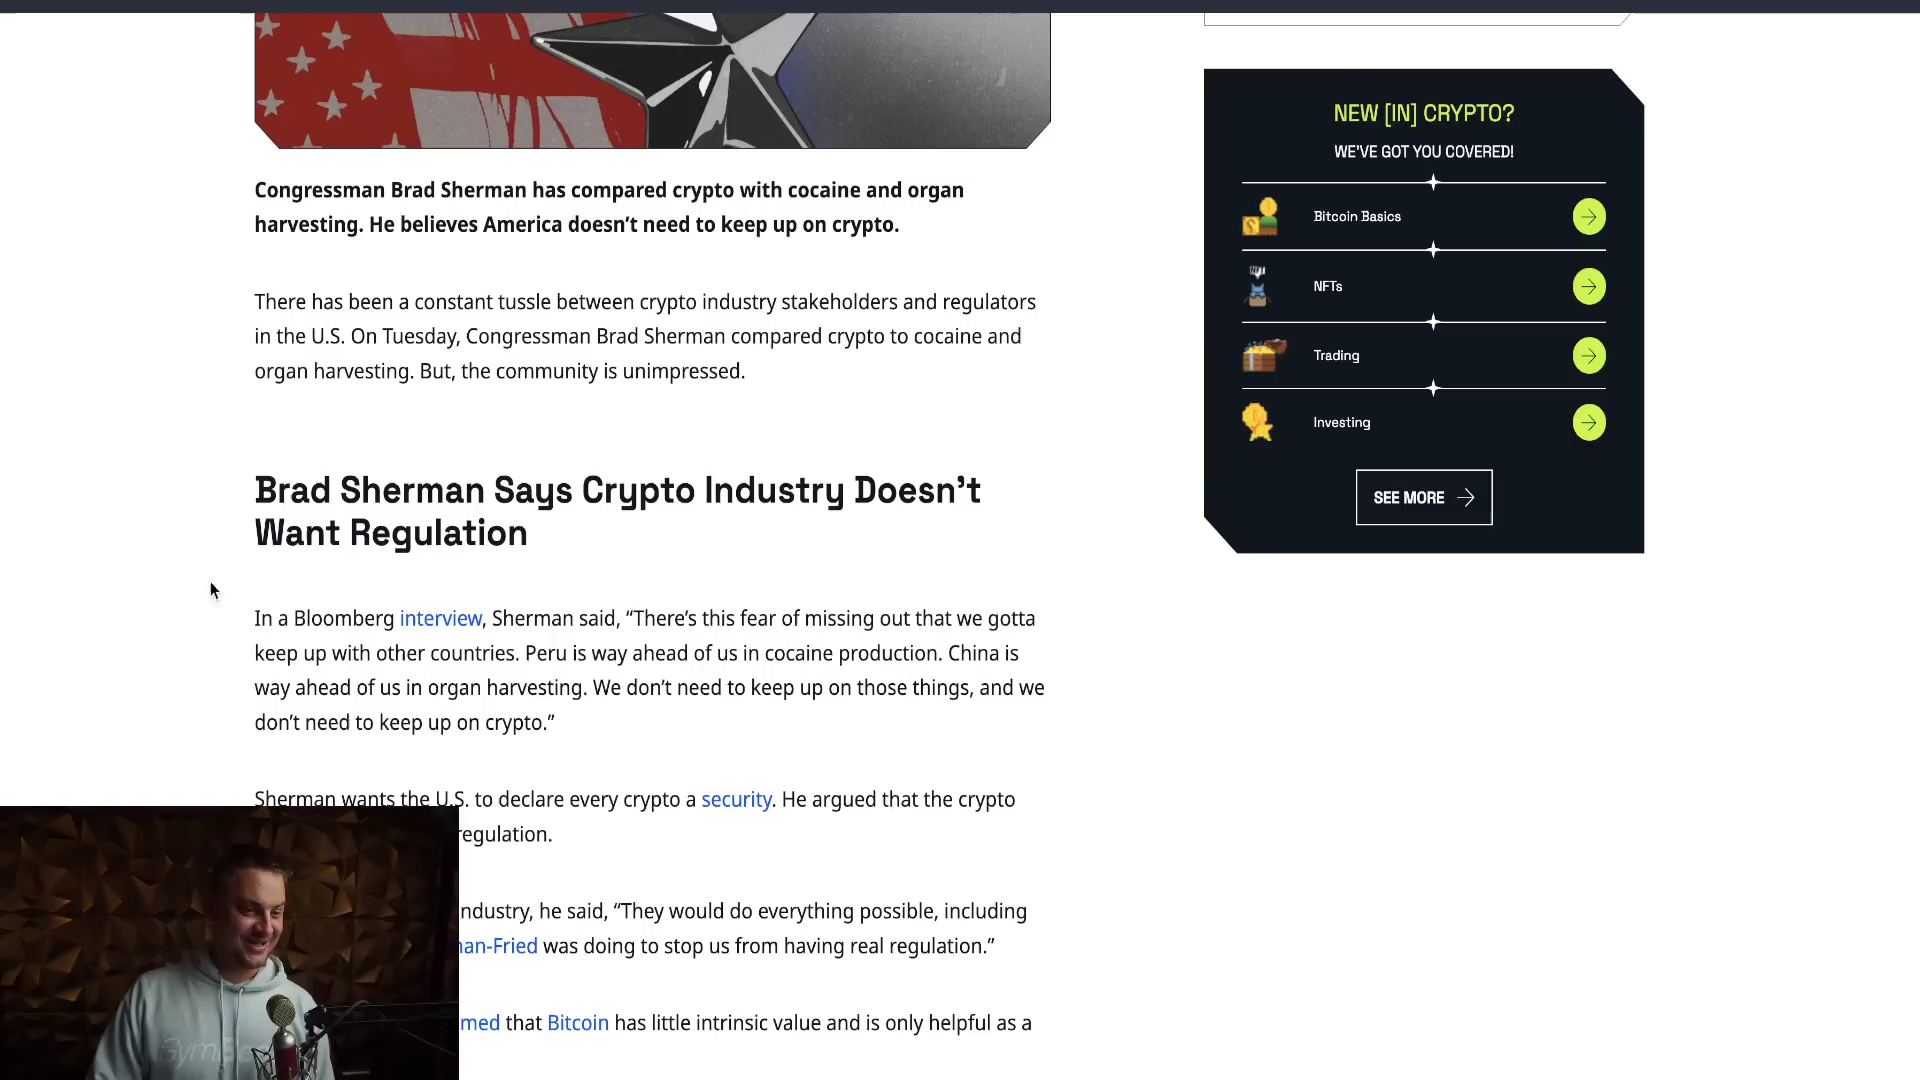 Congressman Brad Sherman has compared crypto with cocaine and organ
harvesting. He believes America doesn’t need to keep up on crypto.
There has been a constant tussle between crypto industry stakeholders and regulators
in the U.S. On Tuesday, Congressman Brad Sherman compared crypto to cocaine and
organ harvesting. But, the community is unimpressed.
Brad Sherman Says Crypto Industry Doesn’t
Want Regulation
In a Bloomberg interview, Sherman said, “There’s this fear of missing out that we gotta
keep up with other countries. Peru is way ahead of us in cocaine production. China is
way ahead of us in organ harvesting. We don’t need to keep up on those things, and we
don’t need to keep up on crypto.”
Sherman wants the U.S. to declare every crypto a security. He argued that the crypto
regulation.
ndustry, he said, “They would do everything possible, including
an-Fried was doing to stop us from having real regulation.”
med that Bitcoin has little intrinsic value and is only helpful as a
NEW [IN] CRYPTO?
WE’VE GOT YOU COVERED!
Bitcoin Basics
NFTs
Trading
Investing
SEE MORE